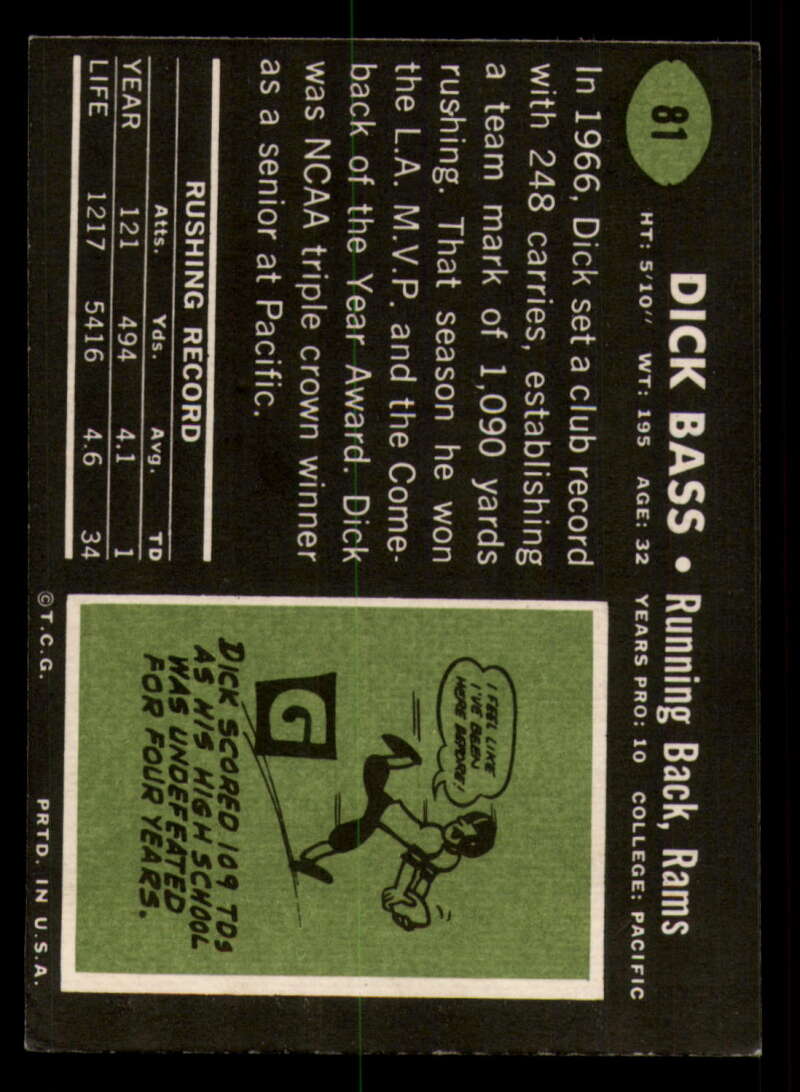 81
DICK BASS • Running Back, Rams
HT: 5'10" WT: 195 AGE: 32 YEARS PRO: 10 COLLEGE: PACIFIC
In 1966, Dick set a club record
with 248 carries, establishing
a team mark of 1,090 yards
rushing. That season he won
the L.A. M.V.P. and the Come-
back of the Year Award. Dick
was NCAA triple crown winner
as a senior at Pacific.
RUSHING RECORD
Atts. Yds. Avg. TD
YEAR 121 494 4.1 1
LIFE 1217 5416 4.6 34
I FEEL LIKE
I'VE BEEN
HERE BEFORE!
G
DICK SCORED 109 TDS
AS HIS HIGH SCHOOL
WAS UNDEFEATED
FOR FOUR YEARS.
©T.C.G. PRTD. IN U.S.A.